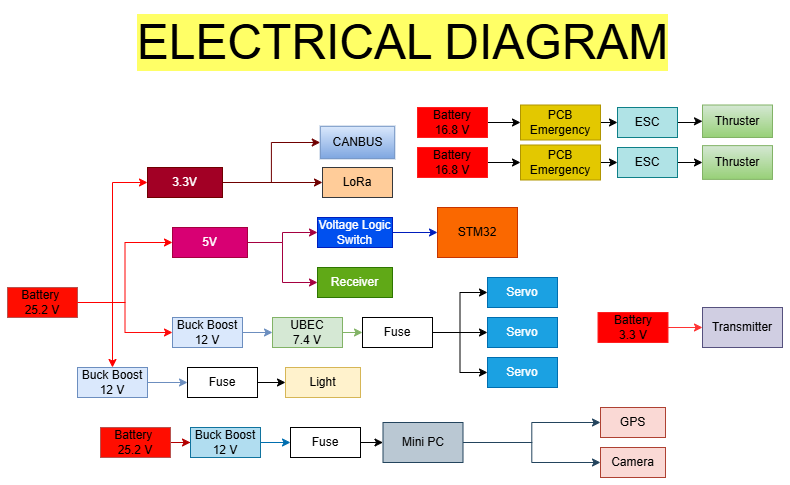 ELECTRICAL DIAGRAM
Battery
16.8 V
PCB
Emergency
ESC
Thruster
Battery
16.8 V
PCB
Emergency
ESC
Thruster
CANBUS
3.3V
LoRa
5V
Voltage Logic
Switch
STM32
Receiver
Battery
25.2 V
Buck Boost
12 V
UBEC
7.4 V
Fuse
Servo
Servo
Servo
Battery
3.3 V
Transmitter
Buck Boost
12 V
Fuse
Light
Battery
25.2 V
Buck Boost
12 V
Fuse
Mini PC
GPS
Camera